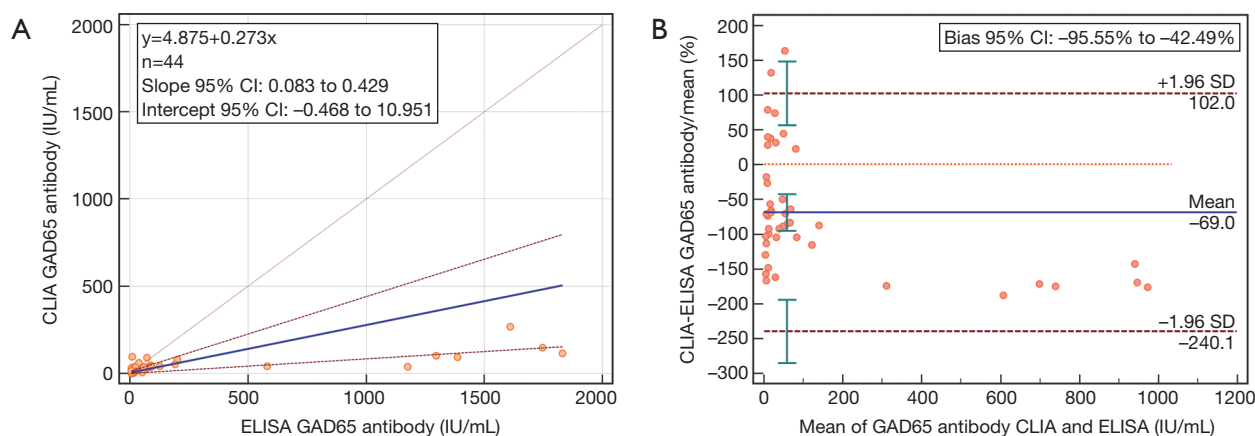 A
y=4.875+0.273x
n=44
Slope 95% CI: 0.083 to 0.429
Intercept 95% CI: –0.468 to 10.951
CLIA GAD65 antibody (IU/mL)
2000
1500
1000
500
0
0 500 1000 1500 2000
ELISA GAD65 antibody (IU/mL)
B
Bias 95% CI: –95.55% to –42.49%
CLIA-ELISA GAD65 antibody/mean (%)
200
150
100
50
0
–50
–100
–150
–200
–250
–300
+1.96 SD
102.0
Mean
–69.0
–1.96 SD
–240.1
0 200 400 600 800 1000 1200
Mean of GAD65 antibody CLIA and ELISA (IU/mL)